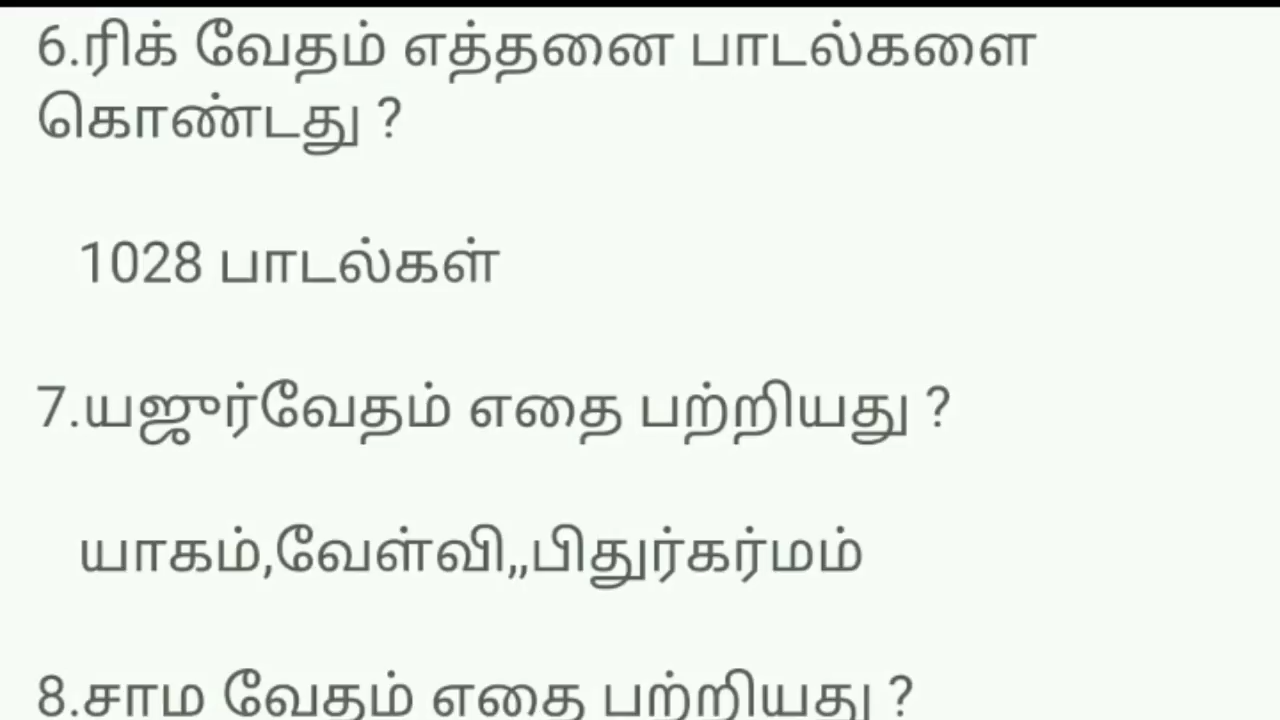 6.ரிக் வேதம் எத்தனை பாடல்களை
கொண்டது ?
1028 பாடல்கள்
7.யஜுர்வேதம் எதை பற்றியது ?
யாகம்,வேள்வி,,பிதுர்கர்மம்
8.சாம வேதம் எதை பற்றியது ?